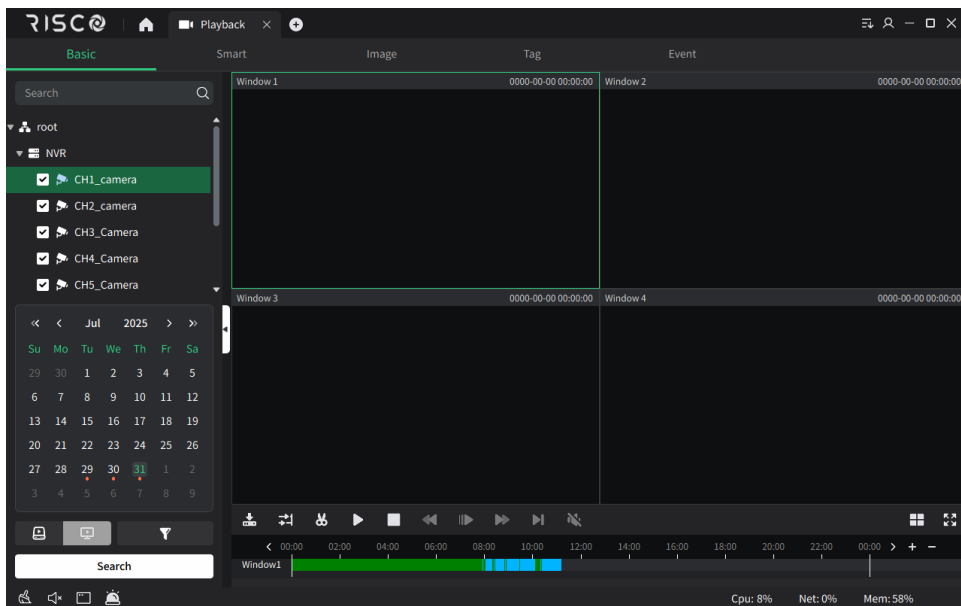 RISCO
Playback
Basic Smart Image Tag Event
Search
root
NVR
CH1_camera
CH2_camera
CH3_Camera
CH4_Camera
CH5_Camera
Jul 2025
Su Mo Tu We Th Fr Sa
29 30 1 2 3 4 5
6 7 8 9 10 11 12
13 14 15 16 17 18 19
20 21 22 23 24 25 26
27 28 29 30 31 1 2
3 4 5 6 7 8 9
Search
Window 1 0000-00-00 00:00:00
Window 2 0000-00-00 00:00:00
Window 3 0000-00-00 00:00:00
Window 4 0000-00-00 00:00:00
00:00 02:00 04:00 06:00 08:00 10:00 12:00 14:00 16:00 18:00 20:00 22:00 00:00
Window1
Cpu: 8% Net: 0% Mem: 58%